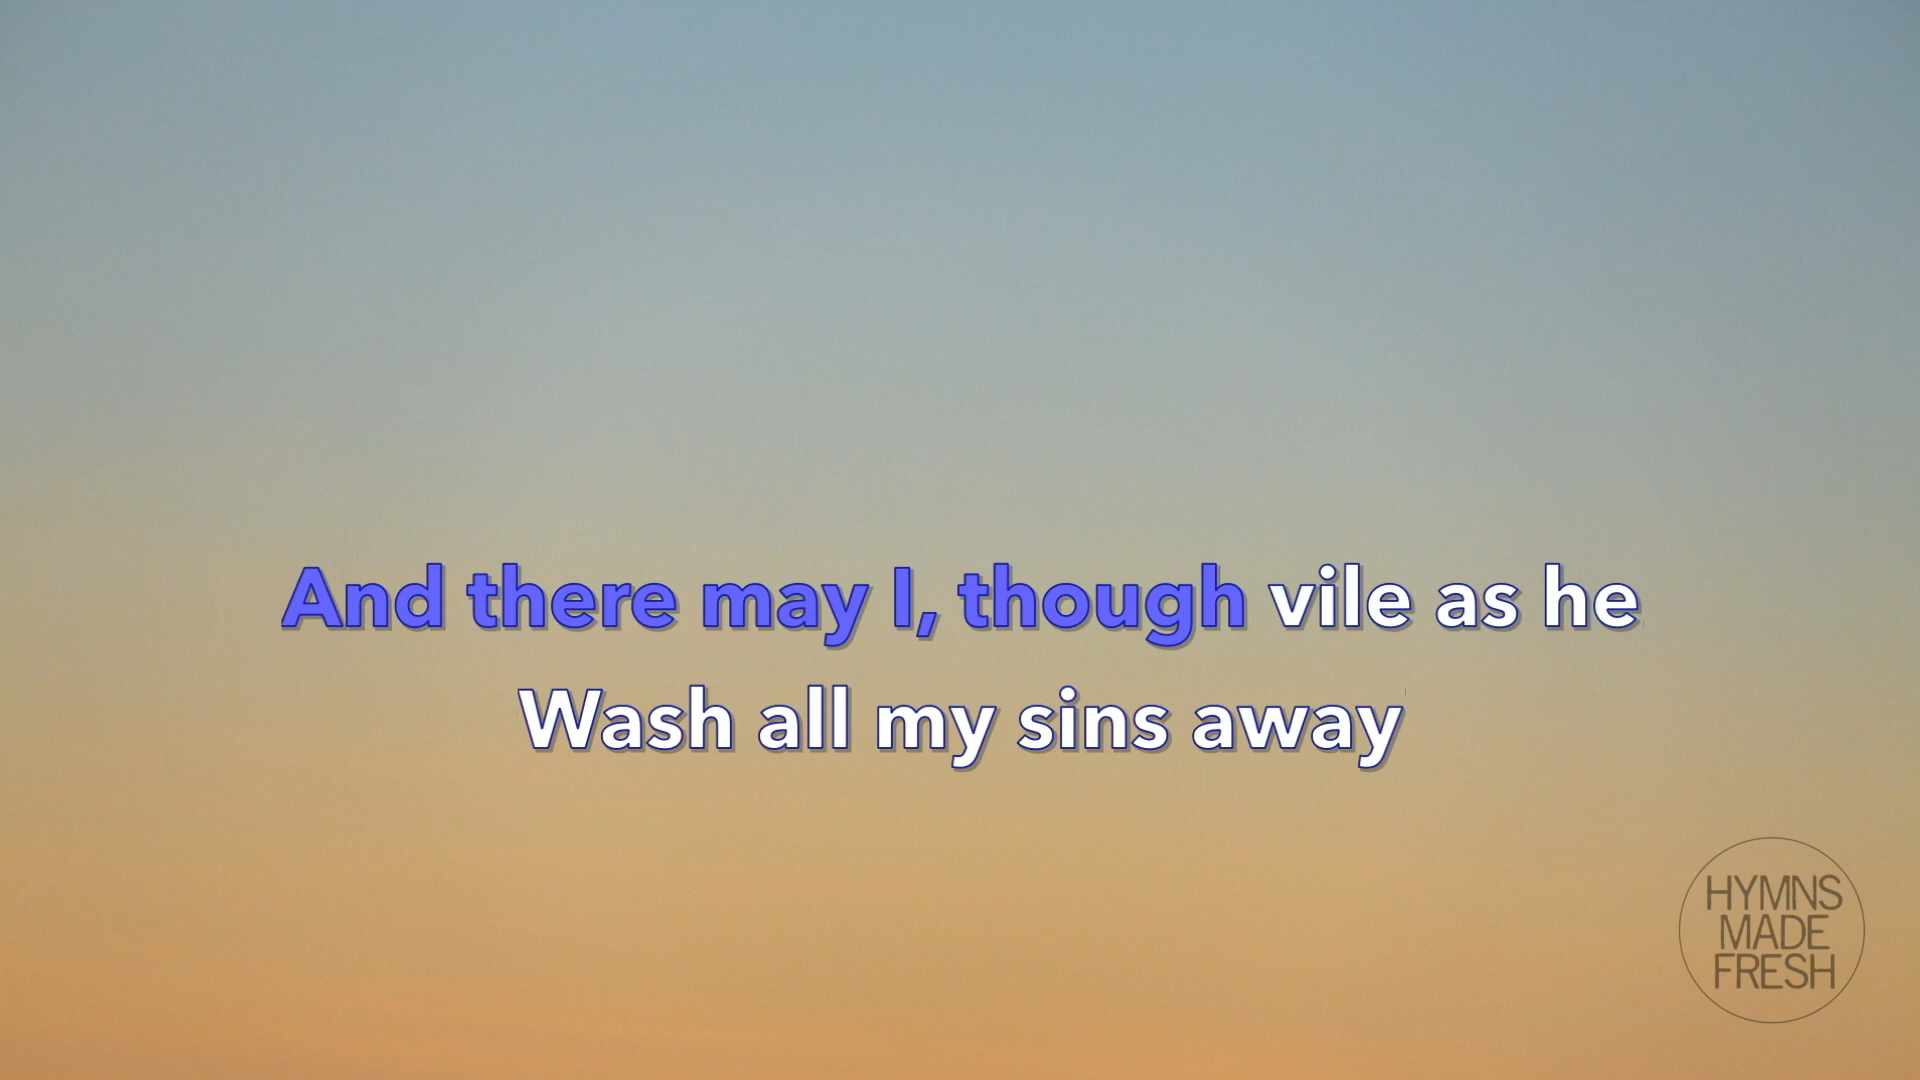 And there may I, though vile as he
Wash all my sins away
HYMNS
MADE
FRESH